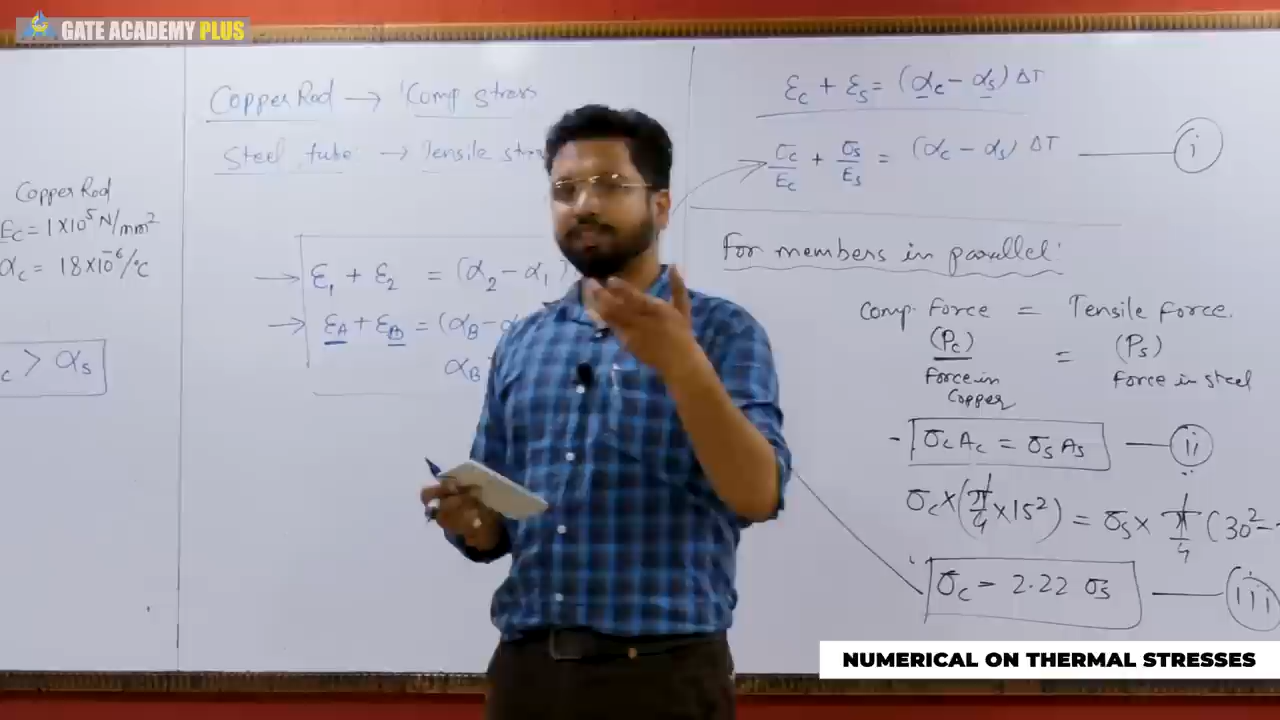 GATE ACADEMY PLUS
Copper Rod
Ec = 1×10⁵ N/mm²
αc = 18×10⁻⁶/°c
c > αs
Copper Rod → Comp stress
Steel tube → Tensile
ε₁ + ε₂ = (α₂ − α₁
εA + εB = (αB − α
αB
εc + εs = (αc − αs) ΔT
σc/Ec + σs/Es = (αc − αs) ΔT — i
for members in parallel:
Comp. force = Tensile force.
(Pc) = (Ps)
force in Copper
force in steel
σc Ac = σs As — ii
σc × (π/4 × 15²) = σs × π/4 (30² −
σc = 2.22 σs — iii
NUMERICAL ON THERMAL STRESSES